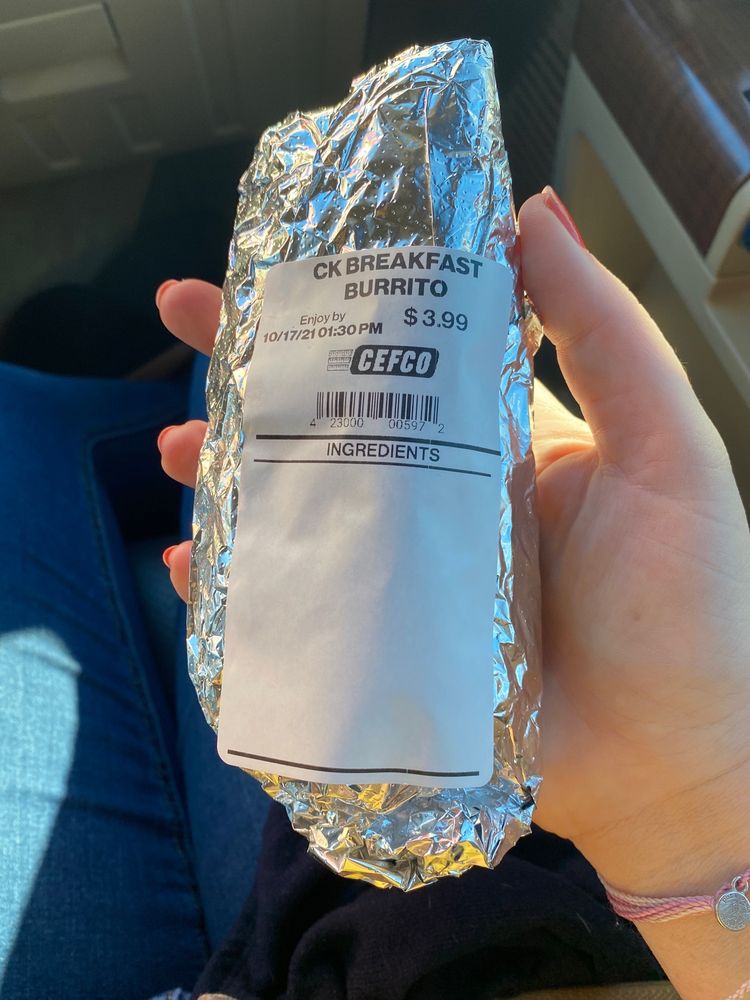 CK BREAKFAST
BURRITO
Enjoy by
10/17/21 01:30 PM
$3.99
CEFCO
4 23000 00597 2
INGREDIENTS